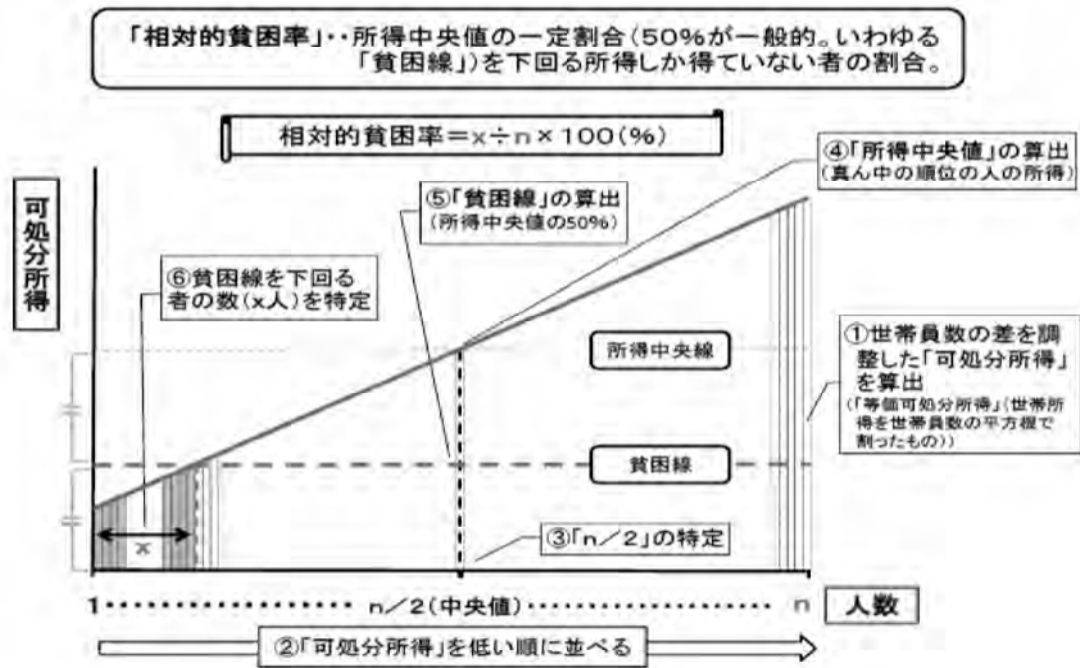 「相対的貧困率」‥所得中央値の一定割合(50%が一般的。いわゆる
「貧困線」)を下回る所得しか得ていない者の割合。
相対的貧困率=x÷n×100(%)
④「所得中央値」の算出
(真ん中の順位の人の所得)
⑤「貧困線」の算出
(所得中央値の50%)
可処分所得
⑥貧困線を下回る
者の数(x人)を特定
所得中央線
①世帯員数の差を調
整した「可処分所得」
を算出
(「等価可処分所得」(世帯所
得を世帯員数の平方根で
割ったもの))
貧困線
x
③「n/2」の特定
1・・・・・・・・・・・・・・n/2(中央値)・・・・・・・・・・・・・・n
人数
②「可処分所得」を低い順に並べる